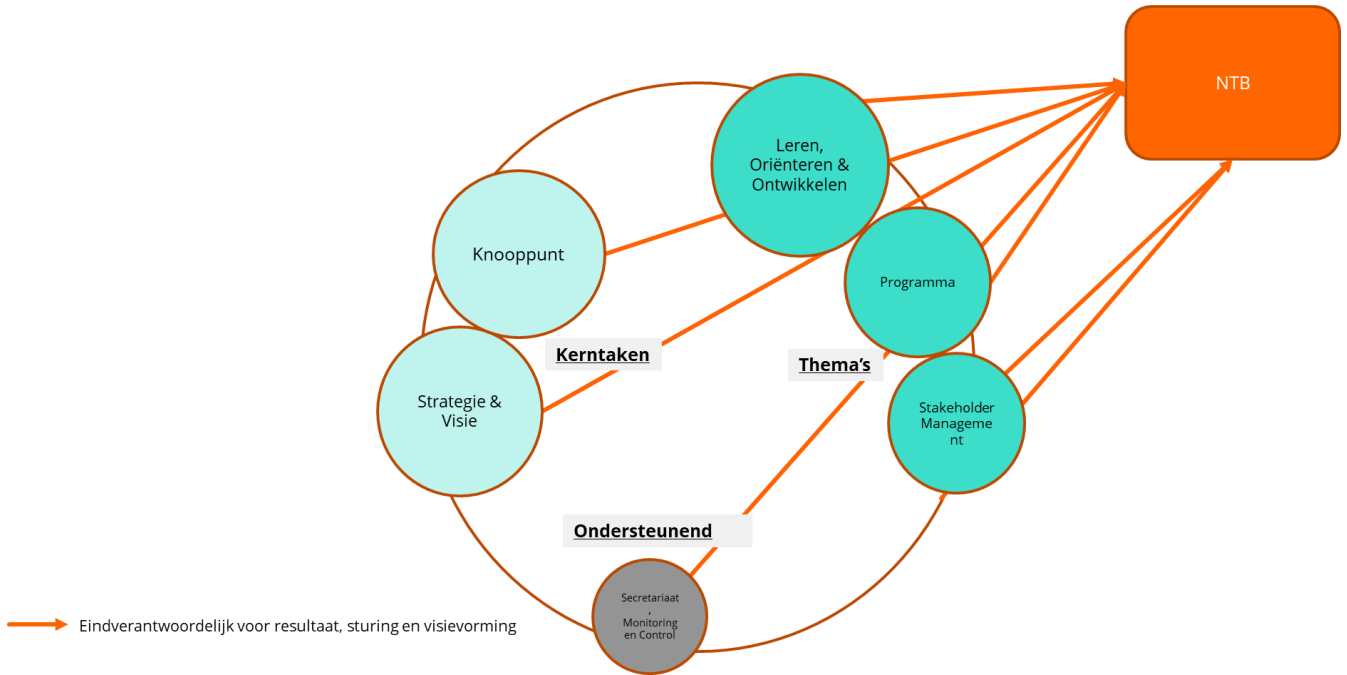 NTB
Leren,
Oriënteren &
Ontwikkelen
Knooppunt
Programma
Kerntaken
Thema’s
Strategie &
Visie
Stakeholder
Manageme
nt
Ondersteunend
Secretariaat
,
Monitoring
en Control
Eindverantwoordelijk voor resultaat, sturing en visievorming